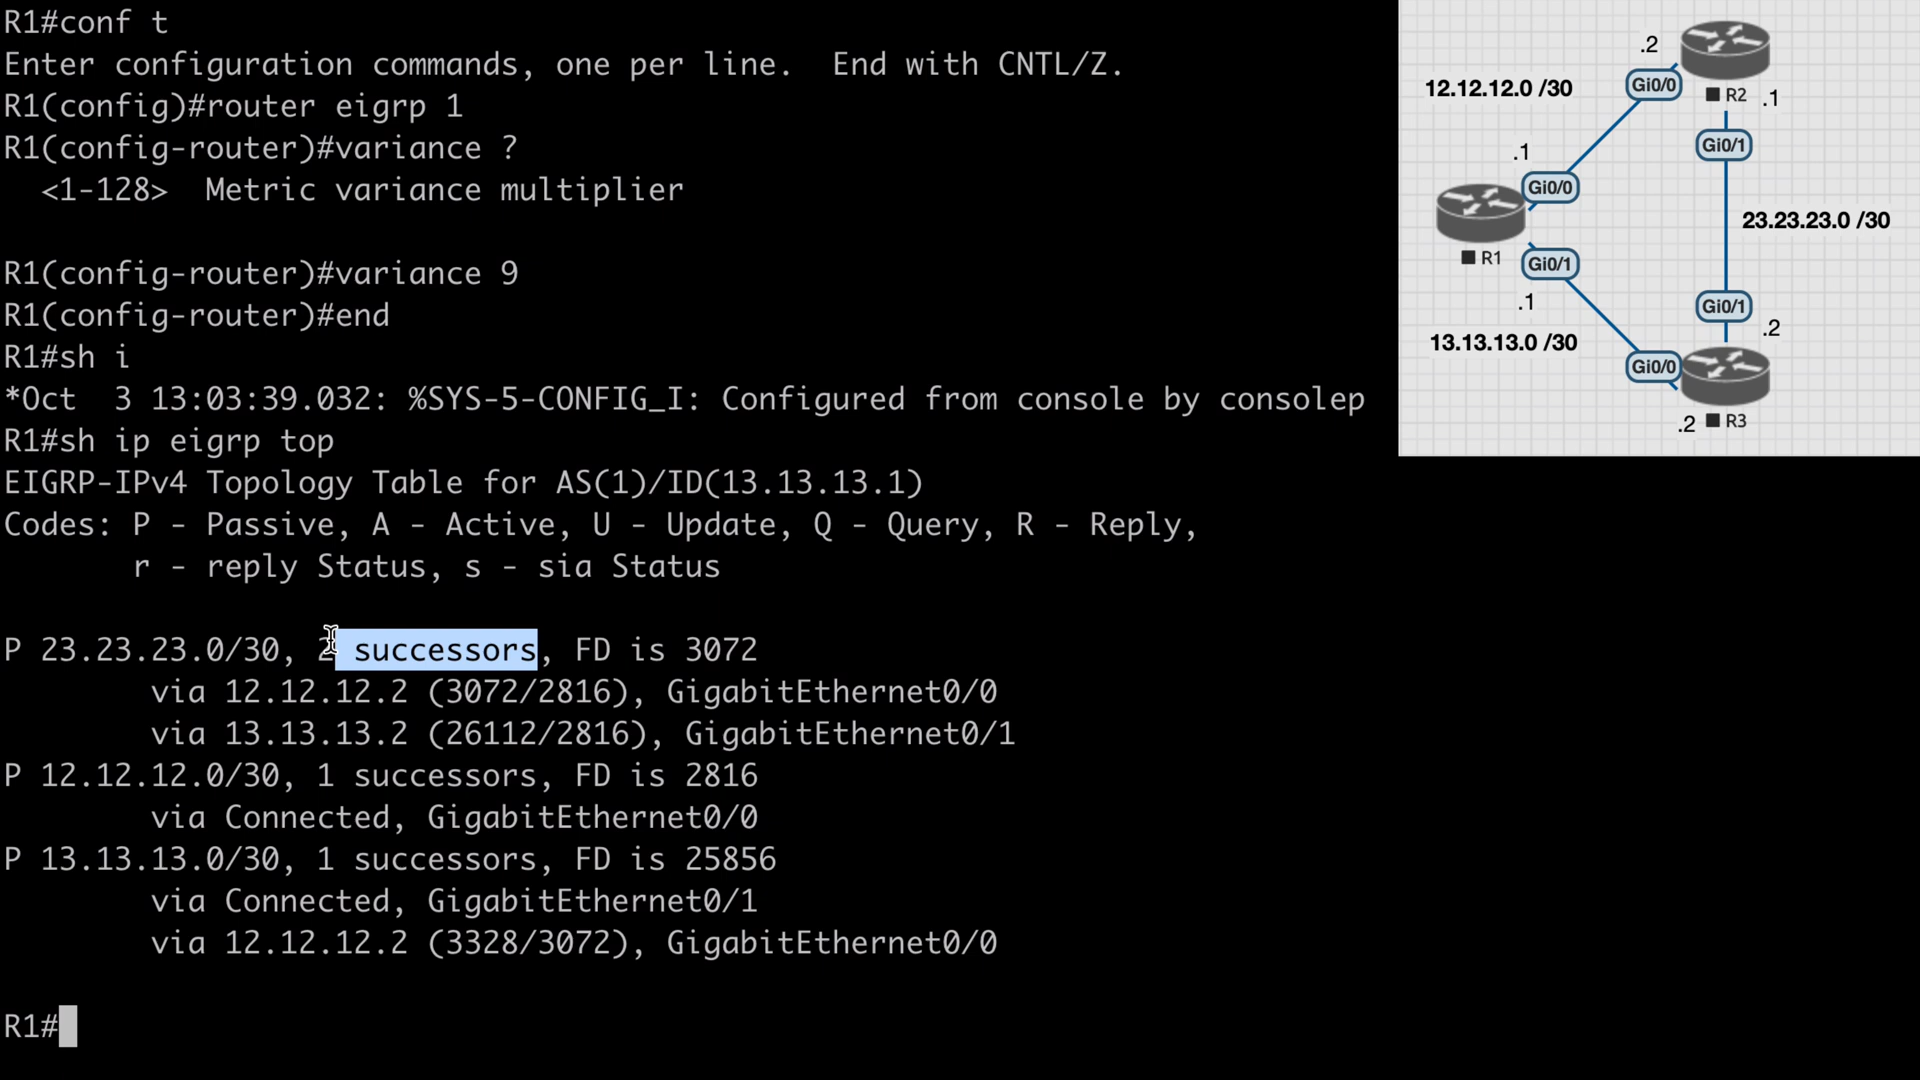 R1#conf t
Enter configuration commands, one per line.  End with CNTL/Z.
R1(config)#router eigrp 1
R1(config-router)#variance ?
  <1-128>  Metric variance multiplier
R1(config-router)#variance 9
R1(config-router)#end
R1#sh i
*Oct  3 13:03:39.032: %SYS-5-CONFIG_I: Configured from console by consolep
R1#sh ip eigrp top
EIGRP-IPv4 Topology Table for AS(1)/ID(13.13.13.1)
Codes: P - Passive, A - Active, U - Update, Q - Query, R - Reply,
       r - reply Status, s - sia Status
P 23.23.23.0/30, 2 successors, FD is 3072
        via 12.12.12.2 (3072/2816), GigabitEthernet0/0
        via 13.13.13.2 (26112/2816), GigabitEthernet0/1
P 12.12.12.0/30, 1 successors, FD is 2816
        via Connected, GigabitEthernet0/0
P 13.13.13.0/30, 1 successors, FD is 25856
        via Connected, GigabitEthernet0/1
        via 12.12.12.2 (3328/3072), GigabitEthernet0/0
R1#
.2
12.12.12.0 /30
Gi0/0
R2
.1
Gi0/1
.1
Gi0/0
23.23.23.0 /30
R1
Gi0/1
.1
Gi0/1
.2
13.13.13.0 /30
Gi0/0
.2
R3